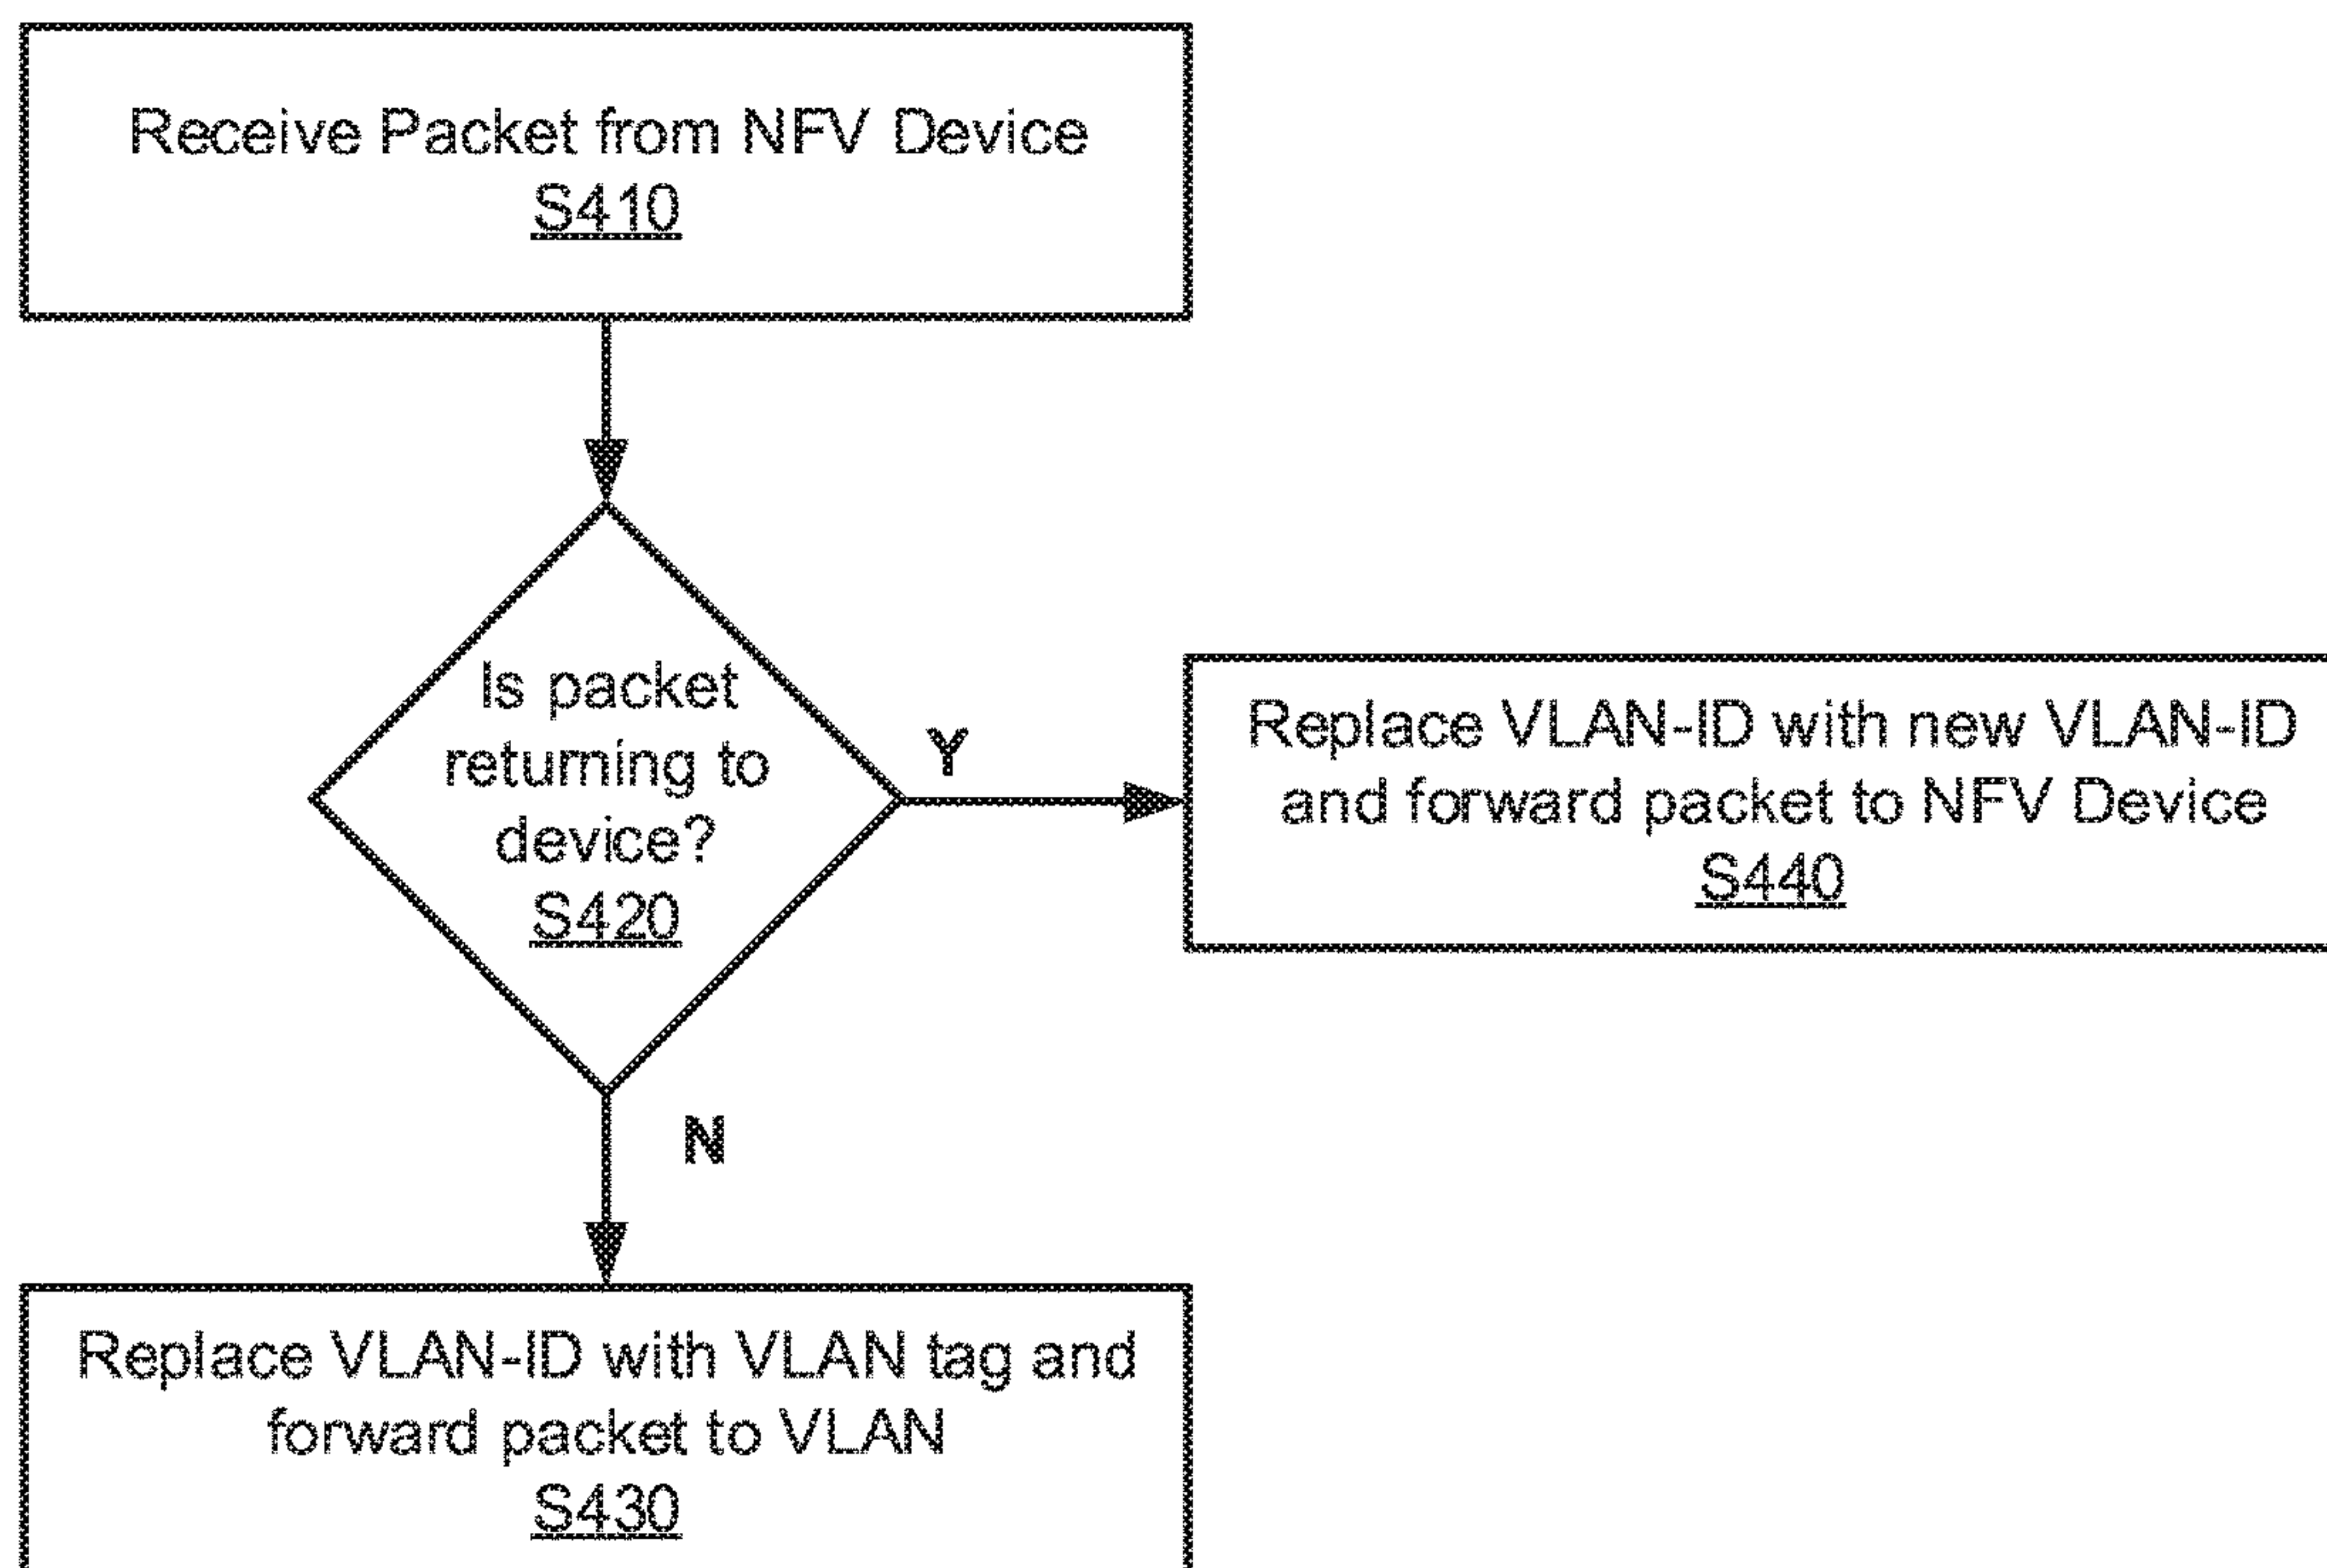 Receive Packet from NFV Device
S410
Is packet
returning to
device?
S420
Y
Replace VLAN-ID with new VLAN-ID
and forward packet to NFV Device
S440
N
Replace VLAN-ID with VLAN tag and
forward packet to VLAN
S430